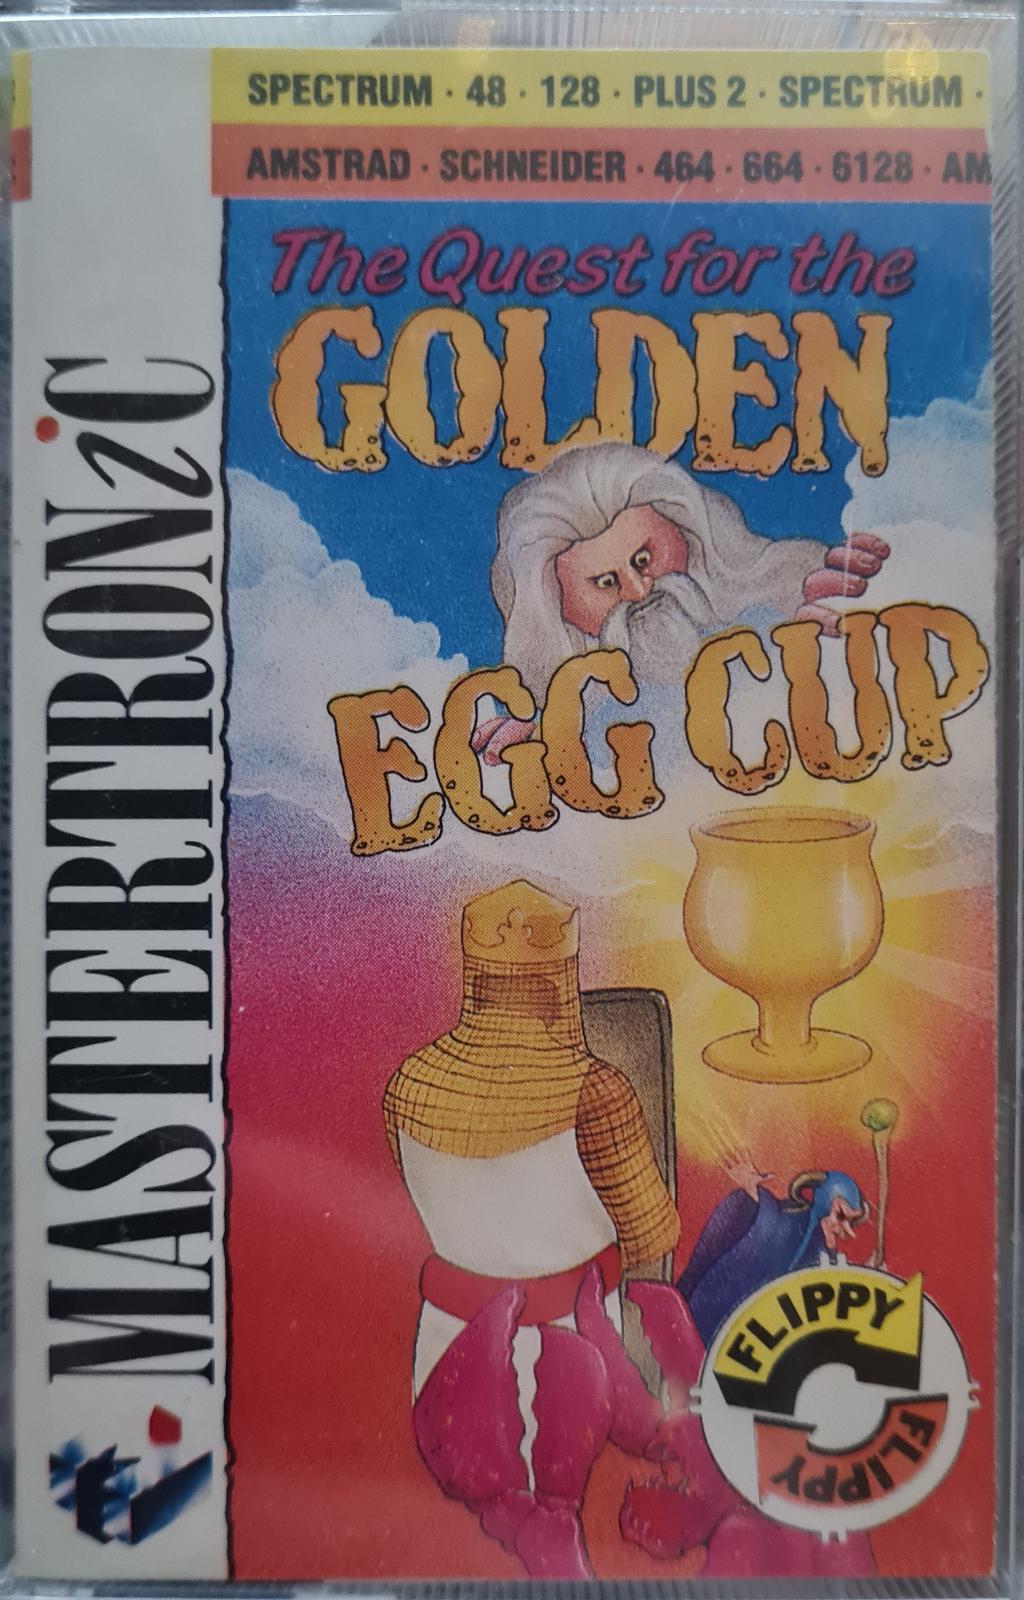 SPECTRUM · 48 · 128 · PLUS 2 · SPECTRUM ·
AMSTRAD · SCHNEIDER · 464 · 664 · 6128 · AM
The Quest for the
GOLDEN
EGG CUP
MASTERTRONiC
FLIPPY
FLIPPY